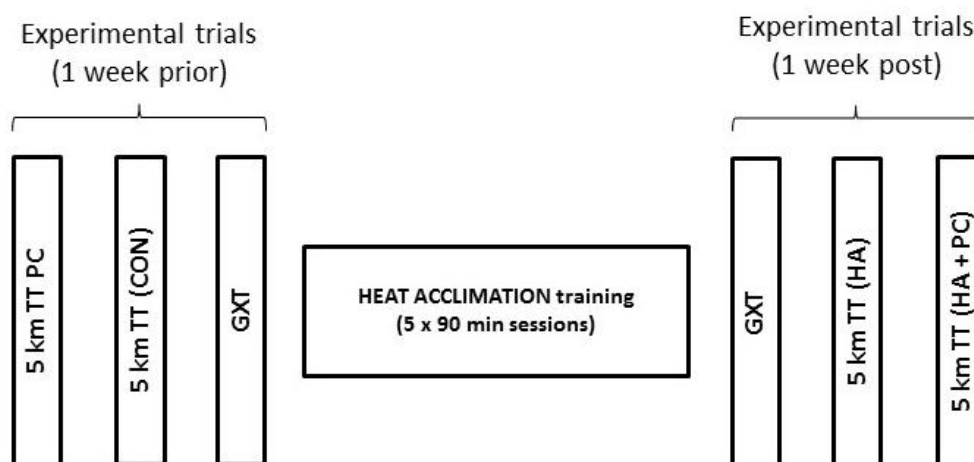 Experimental trials
(1 week prior)
Experimental trials
(1 week post)
5 km TT PC
5 km TT (CON)
GXT
HEAT ACCLIMATION training
(5 x 90 min sessions)
GXT
5 km TT (HA)
5 km TT (HA + PC)